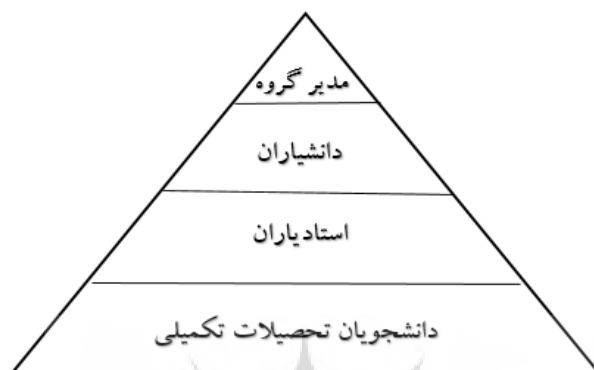 مدیر گروه
دانشیاران
استادیاران
دانشجویان تحصیلات تکمیلی